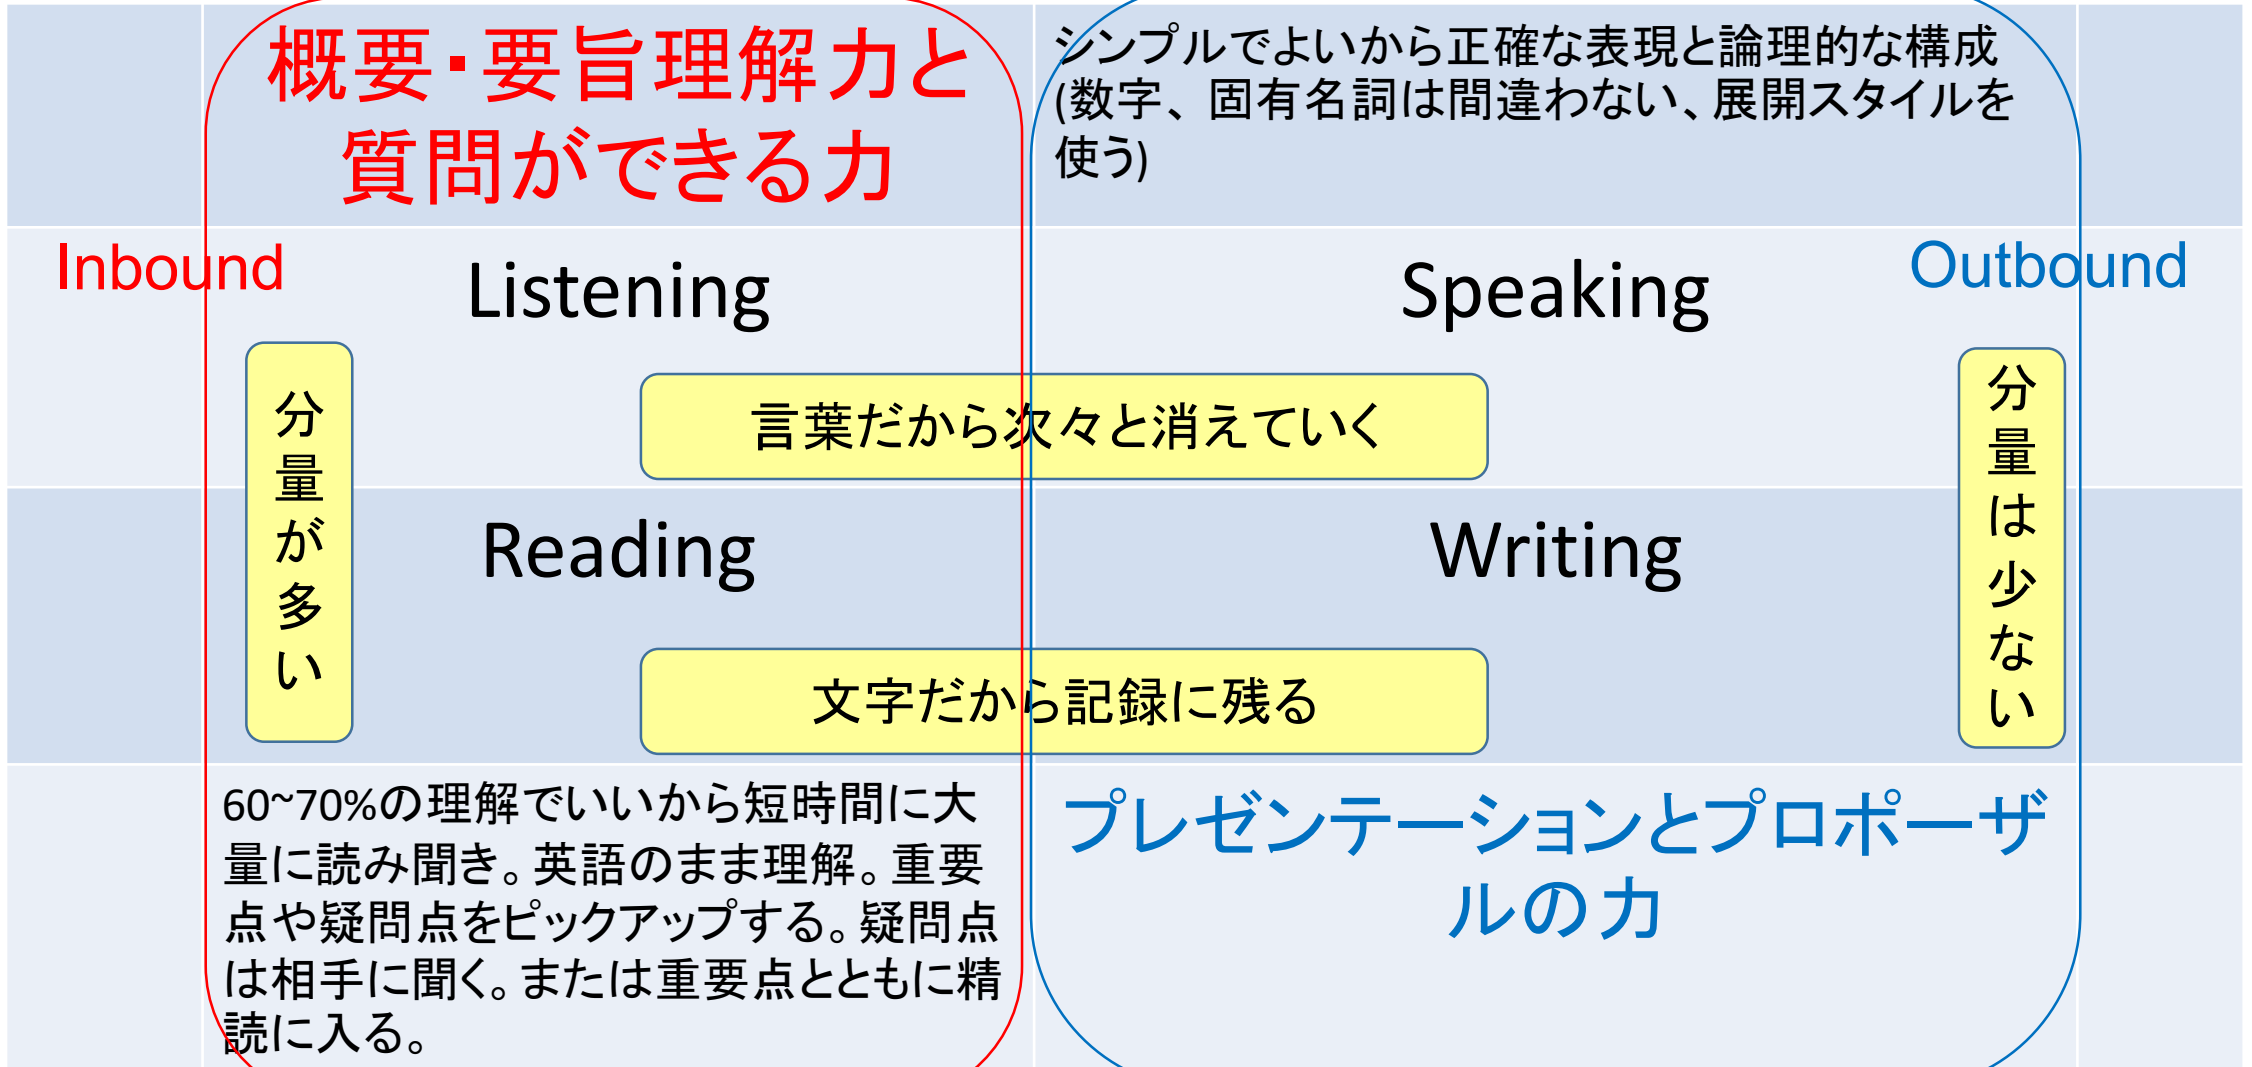 概要・要旨理解力と
質問ができる力
シンプルでよいから正確な表現と論理的な構成
(数字、固有名詞は間違わない、展開スタイルを
使う)
Inbound
Listening
Speaking
Outbound
分量が多い
言葉だから次々と消えていく
分量は少ない
Reading
Writing
文字だから記録に残る
60~70%の理解でいいから短時間に大
量に読み聞き。英語のまま理解。重要
点や疑問点をピックアップする。疑問点
は相手に聞く。または重要点とともに精
読に入る。
プレゼンテーションとプロポーザ
ルの力